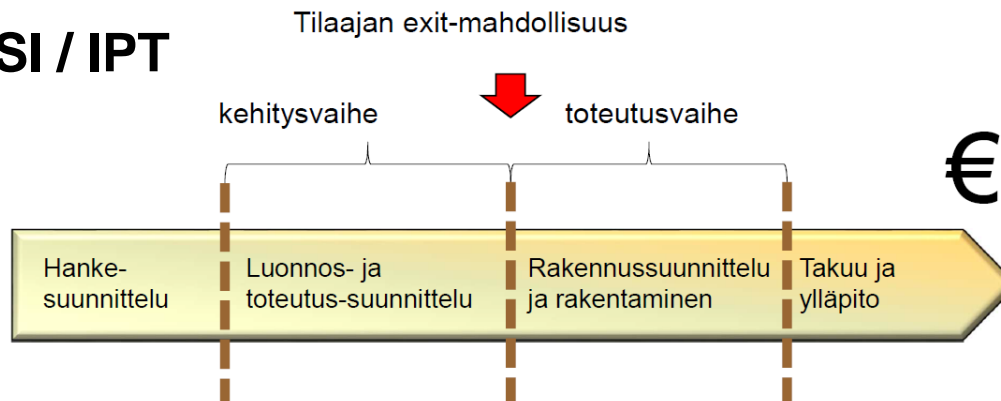 Tilaajan exit-mahdollisuus
SI / IPT
kehitysvaihe
toteutusvaihe
€
Hanke-
suunnittelu
Luonnos- ja
toteutus-suunnittelu
Rakennussuunnittelu
ja rakentaminen
Takuu ja
ylläpito